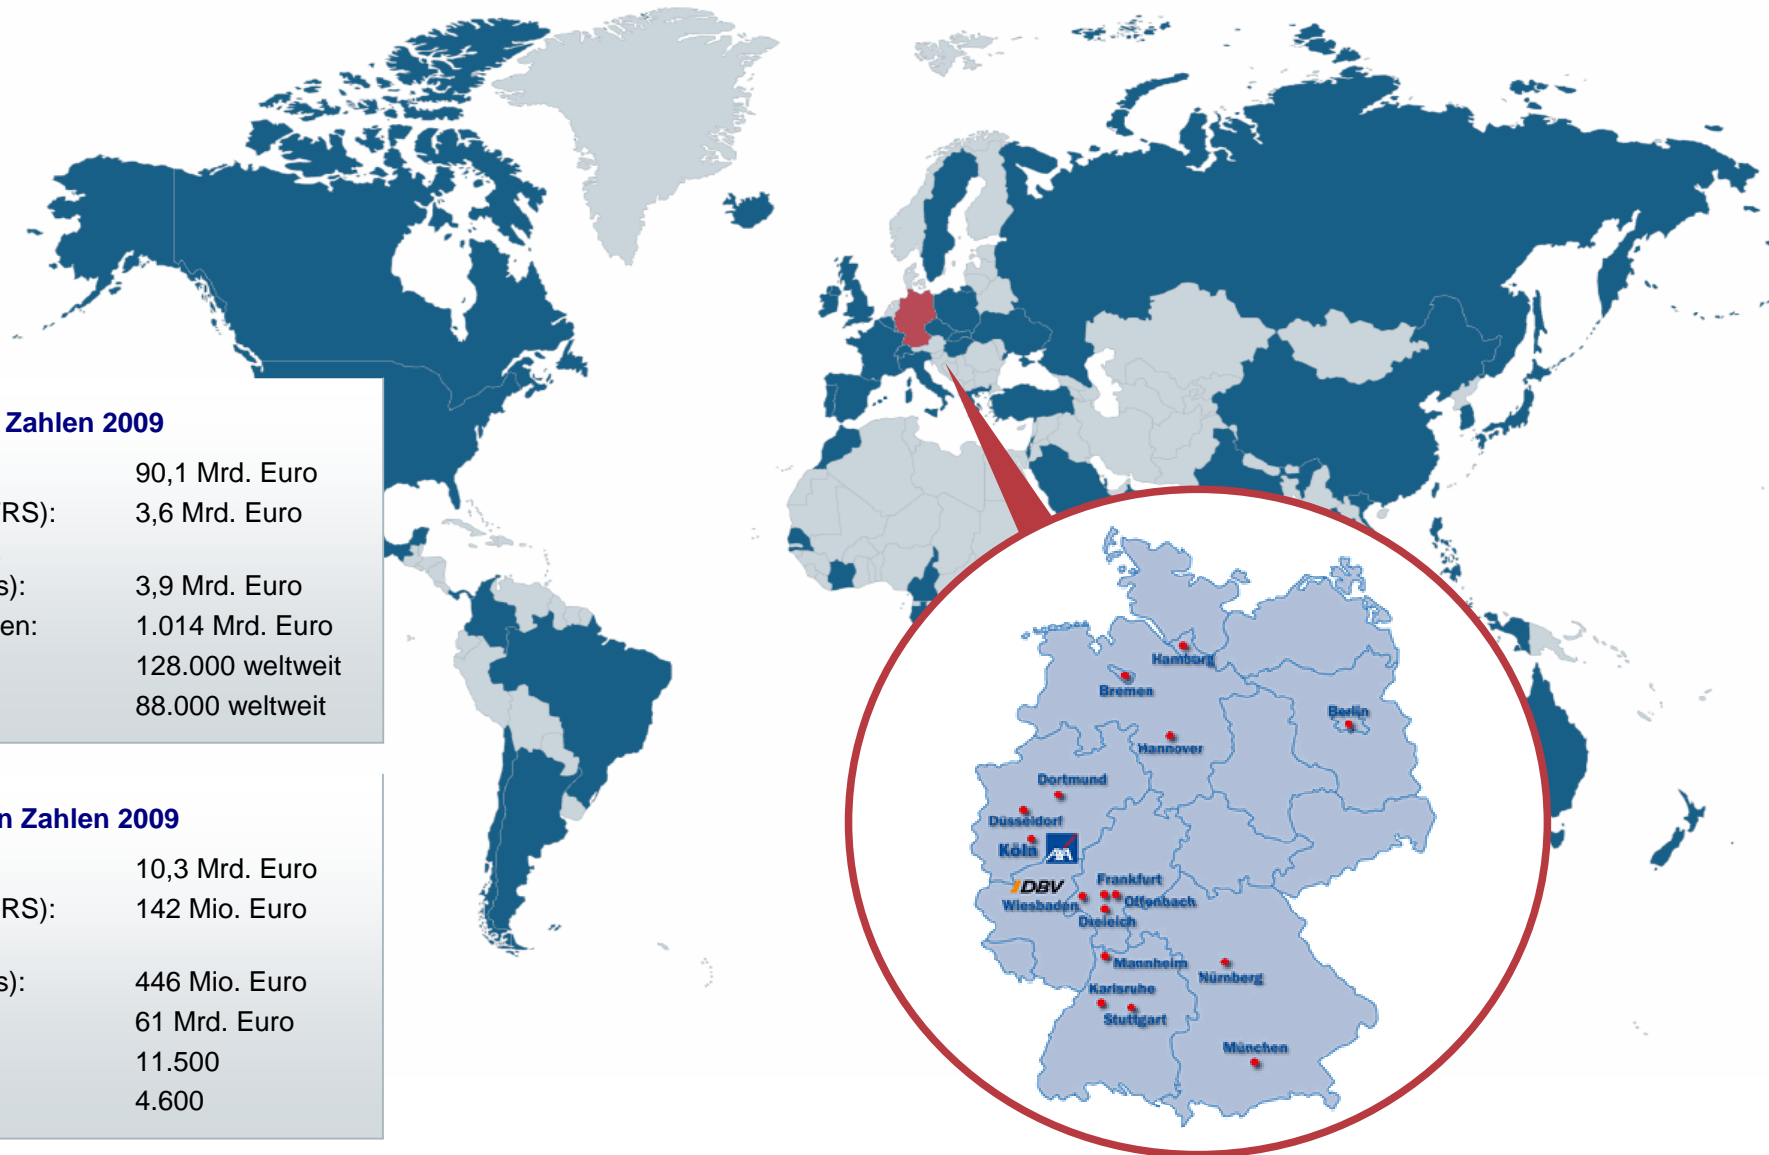 Zahlen 2009
90,1 Mrd. Euro
RS): 3,6 Mrd. Euro
s): 3,9 Mrd. Euro
en: 1.014 Mrd. Euro
128.000 weltweit
88.000 weltweit
n Zahlen 2009
10,3 Mrd. Euro
RS): 142 Mio. Euro
s): 446 Mio. Euro
61 Mrd. Euro
11.500
4.600
Hamburg
Bremen
Berlin
Hannover
Dortmund
Düsseldorf
Köln AXA
DBV
Frankfurt
Wiesbaden Offenbach
Dreieich
Mannheim
Nürnberg
Karlsruhe
Stuttgart
München